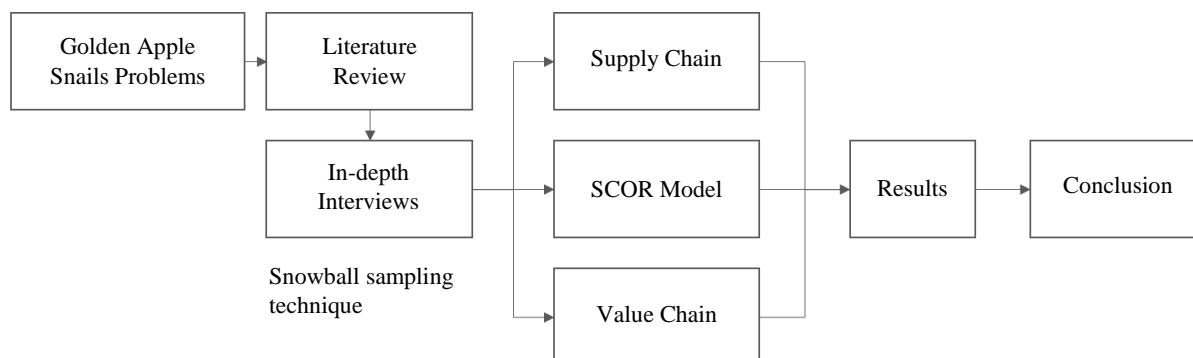 Golden Apple
Snails Problems
Literature
Review
In-depth
Interviews
Snowball sampling
technique
Supply Chain
SCOR Model
Value Chain
Results
Conclusion